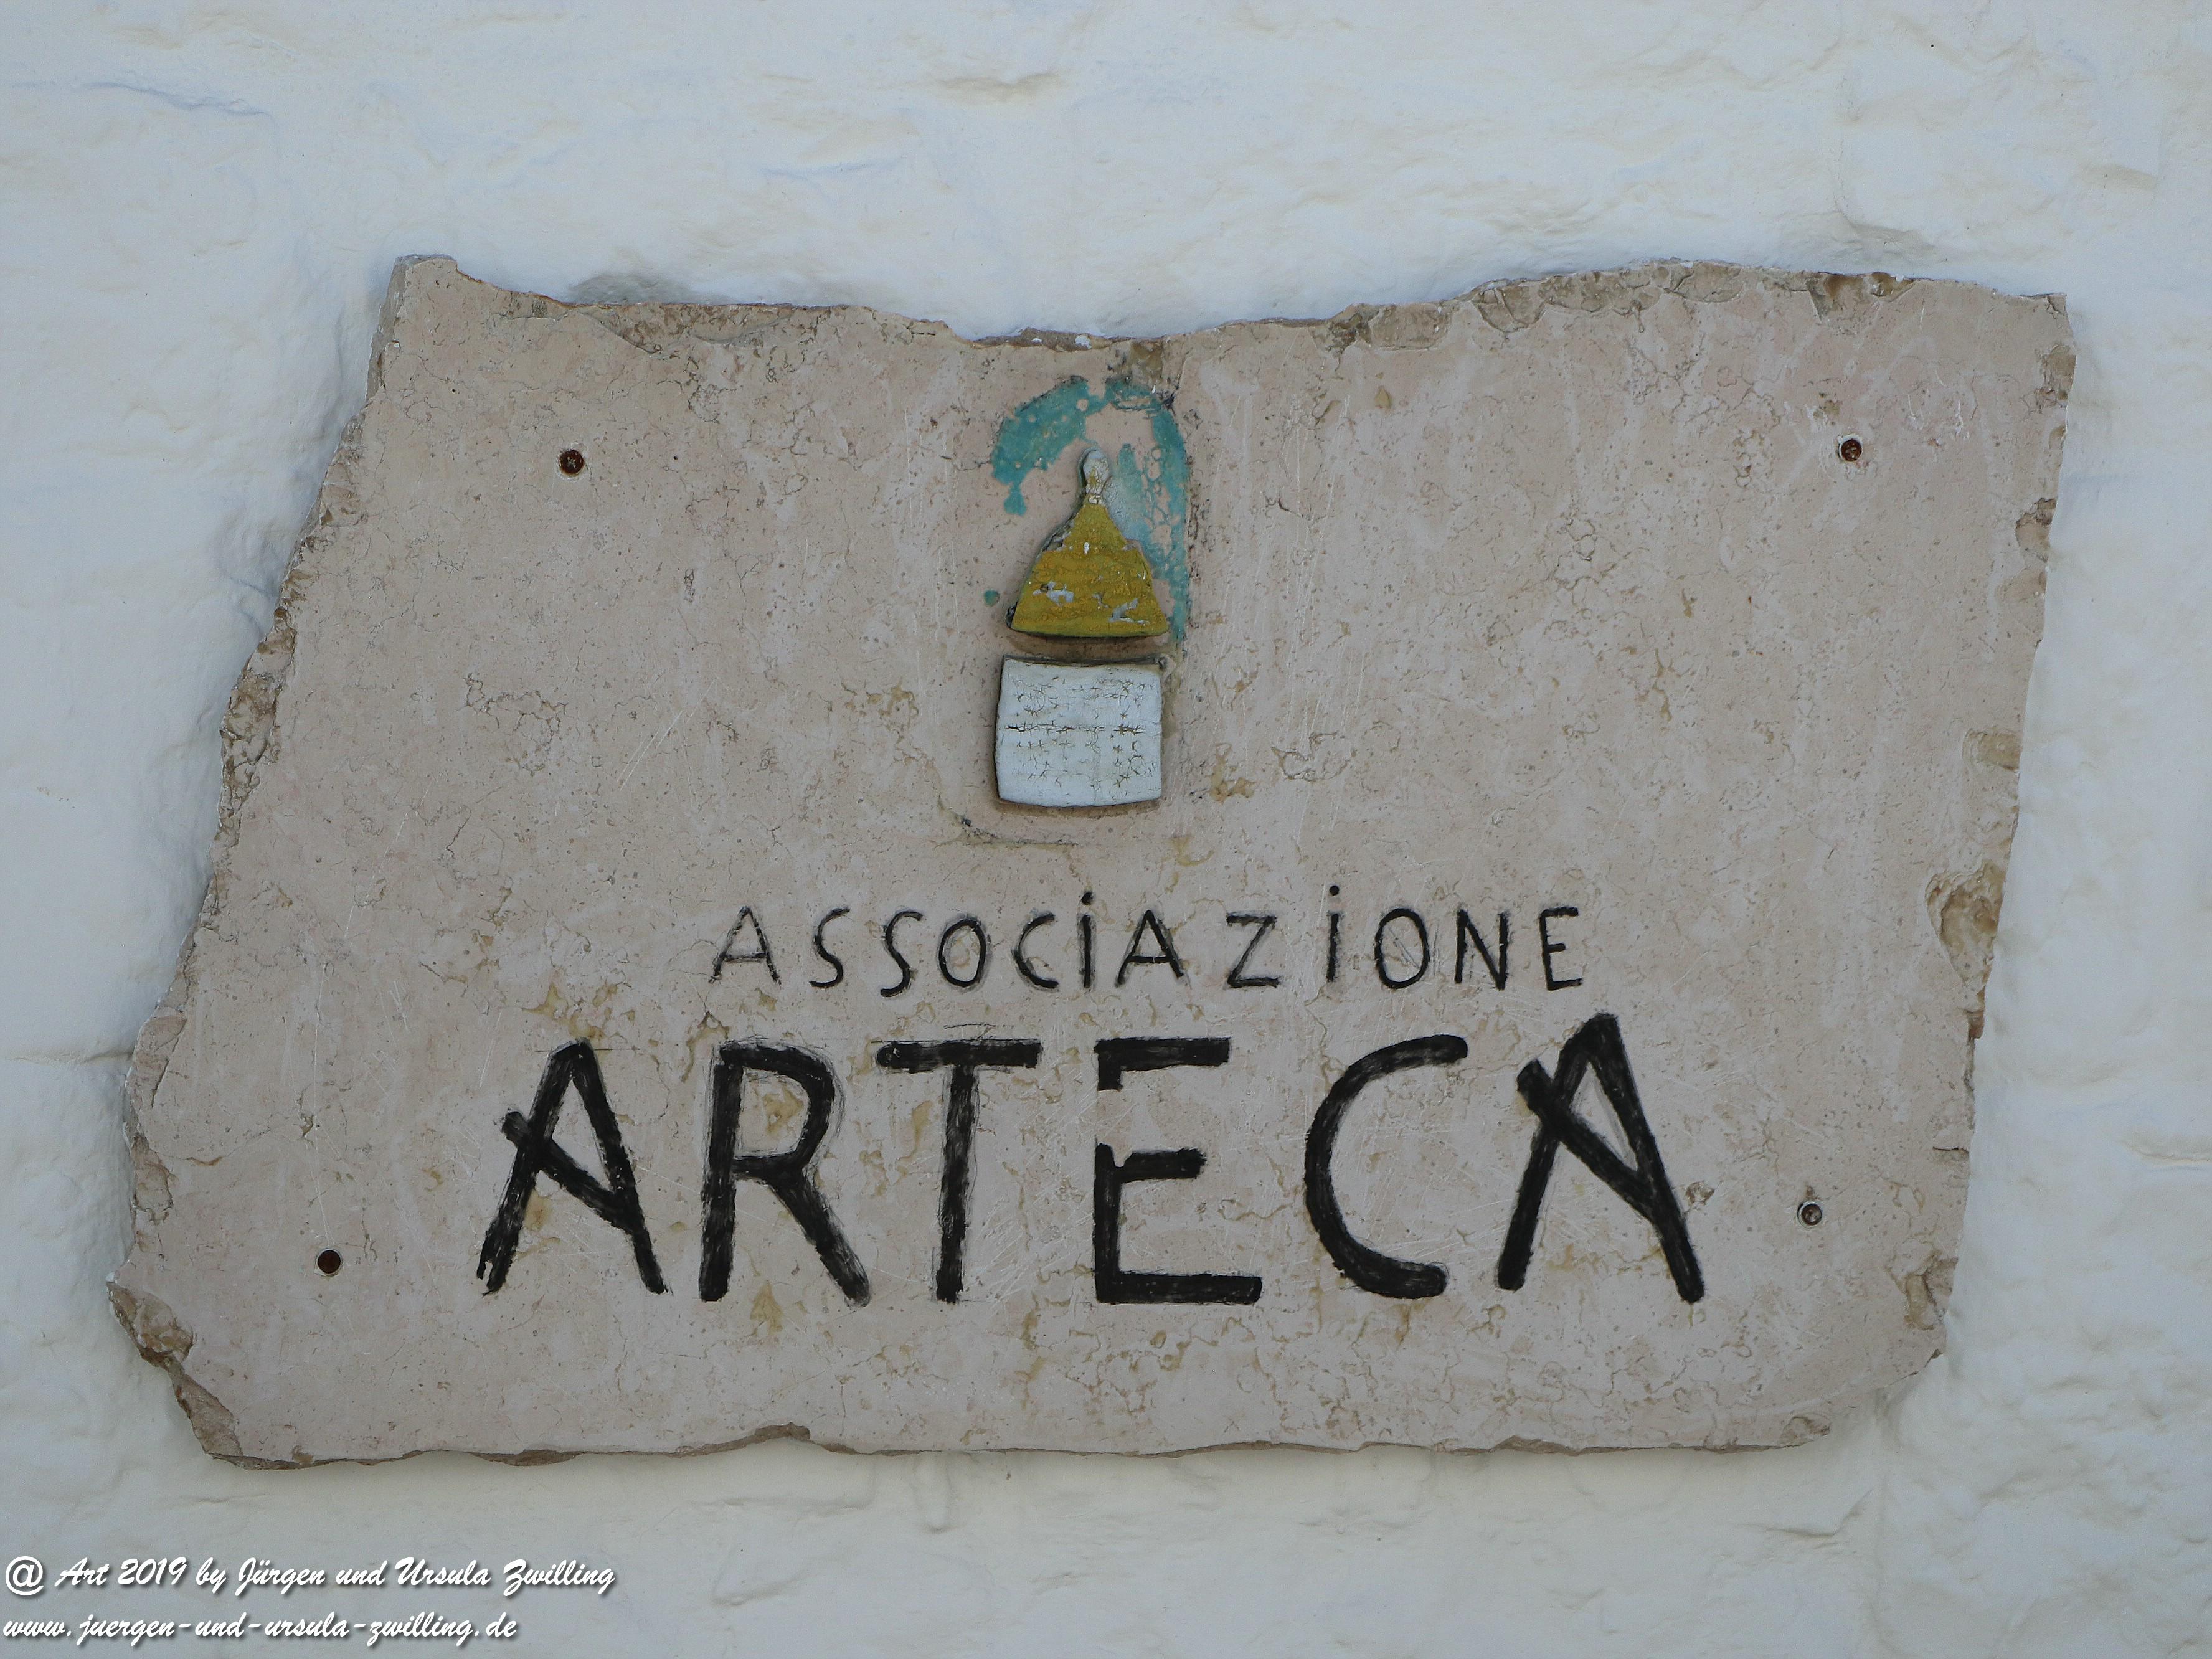 ASSOCiAZiONE
ARTECA
@ Art 2019 by Jürgen und Ursula Zwilling
www.juergen-und-ursula-zwilling.de